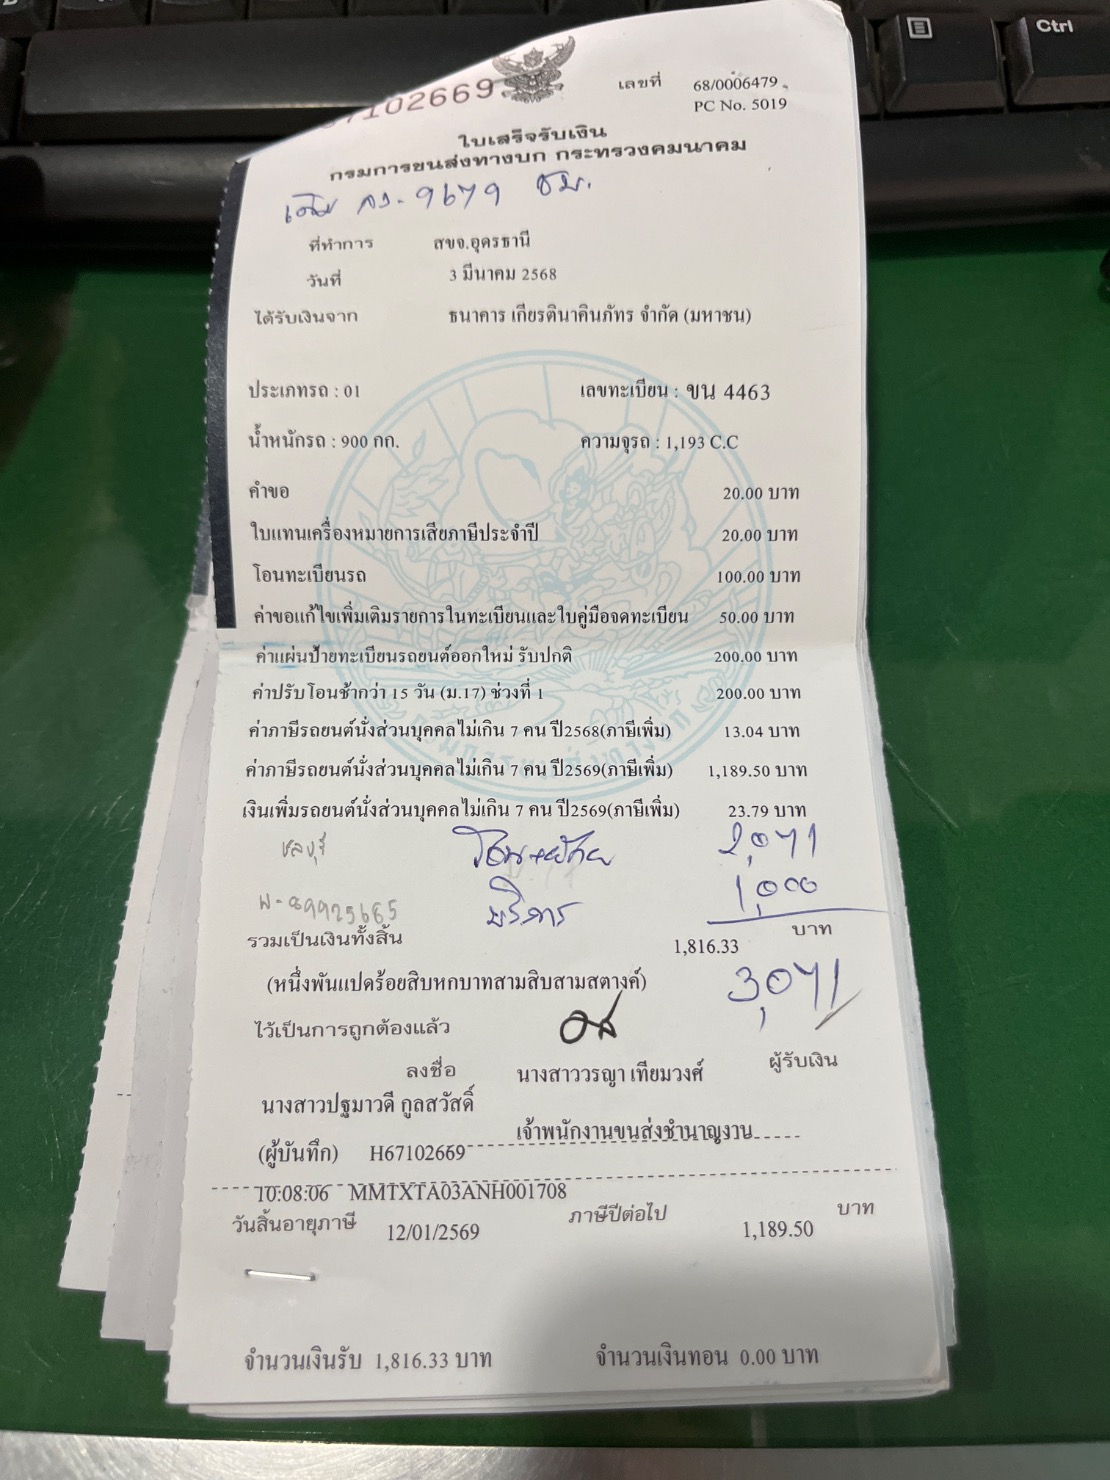 7102669
เลขที่ 68/0006479
PC No. 5019
ใบเสร็จรับเงิน
กรมการขนส่งทางบก กระทรวงคมนาคม
เดิม กว-9679 ชบ.
ที่ทำการ สขจ.อุดรธานี
วันที่ 3 มีนาคม 2568
ได้รับเงินจาก ธนาคาร เกียรตินาคินภัทร จำกัด (มหาชน)
ประเภทรถ : 01 เลขทะเบียน : ขน 4463
น้ำหนักรถ : 900 กก. ความจุรถ : 1,193 C.C
คำขอ 20.00 บาท
ใบแทนเครื่องหมายการเสียภาษีประจำปี 20.00 บาท
โอนทะเบียนรถ 100.00 บาท
ค่าขอแก้ไขเพิ่มเติมรายการในทะเบียนและใบคู่มือจดทะเบียน 50.00 บาท
ค่าแผ่นป้ายทะเบียนรถยนต์ออกใหม่ รับปกติ 200.00 บาท
ค่าปรับโอนช้ากว่า 15 วัน (ม.17) ช่วงที่ 1 200.00 บาท
ค่าภาษีรถยนต์นั่งส่วนบุคคลไม่เกิน 7 คน ปี2568(ภาษีเพิ่ม) 13.04 บาท
ค่าภาษีรถยนต์นั่งส่วนบุคคลไม่เกิน 7 คน ปี2569(ภาษีเพิ่ม) 1,189.50 บาท
เงินเพิ่มรถยนต์นั่งส่วนบุคคลไม่เกิน 7 คน ปี2569(ภาษีเพิ่ม) 23.79 บาท
ชลบุรี โอน+ย้าย 2,071
บริการ 1,000
รวมเป็นเงินทั้งสิ้น 1,816.33 บาท
(หนึ่งพันแปดร้อยสิบหกบาทสามสิบสามสตางค์) 3,071
ไว้เป็นการถูกต้องแล้ว
ลงชื่อ นางสาววรญา เทียมวงศ์ ผู้รับเงิน
นางสาวปฐมาวดี กูลสวัสดิ์ เจ้าพนักงานขนส่งชำนาญงาน
(ผู้บันทึก) H67102669
10:08:06 MMTXTA03ANH001708
วันสิ้นอายุภาษี 12/01/2569 ภาษีปีต่อไป 1,189.50 บาท
จำนวนเงินรับ 1,816.33 บาท จำนวนเงินทอน 0.00 บาท
Ctrl